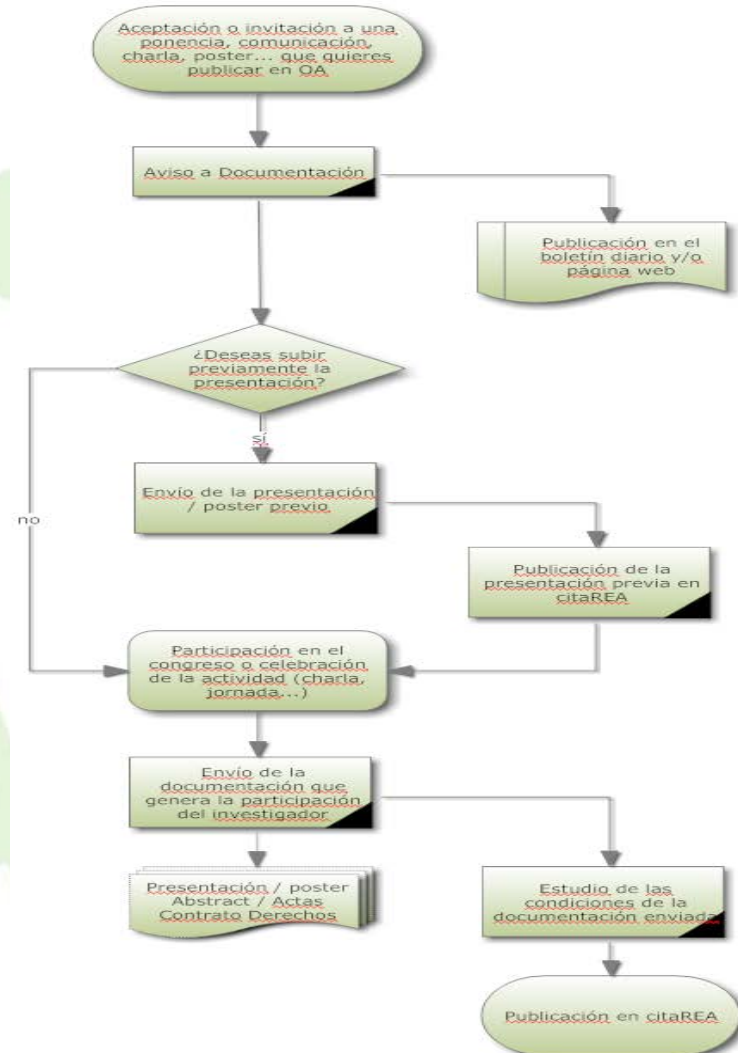 Aceptación o invitación a una
ponencia, comunicación,
charla, poster... que quieres
publicar en OA
Aviso a Documentación
Publicación en el
boletín diario y/o
página web
¿Deseas subir
previamente la
presentación?
sí
no
Envío de la presentación
/ poster previo
Publicación de la
presentación previa en
citaREA
Participación en el
congreso o celebración
de la actividad (charla,
jornada...)
Envío de la
documentación que
genera la participación
del investigador
Presentación / poster
Abstract / Actas
Contrato Derechos
Estudio de las
condiciones de la
documentación enviada
Publicación en citaREA